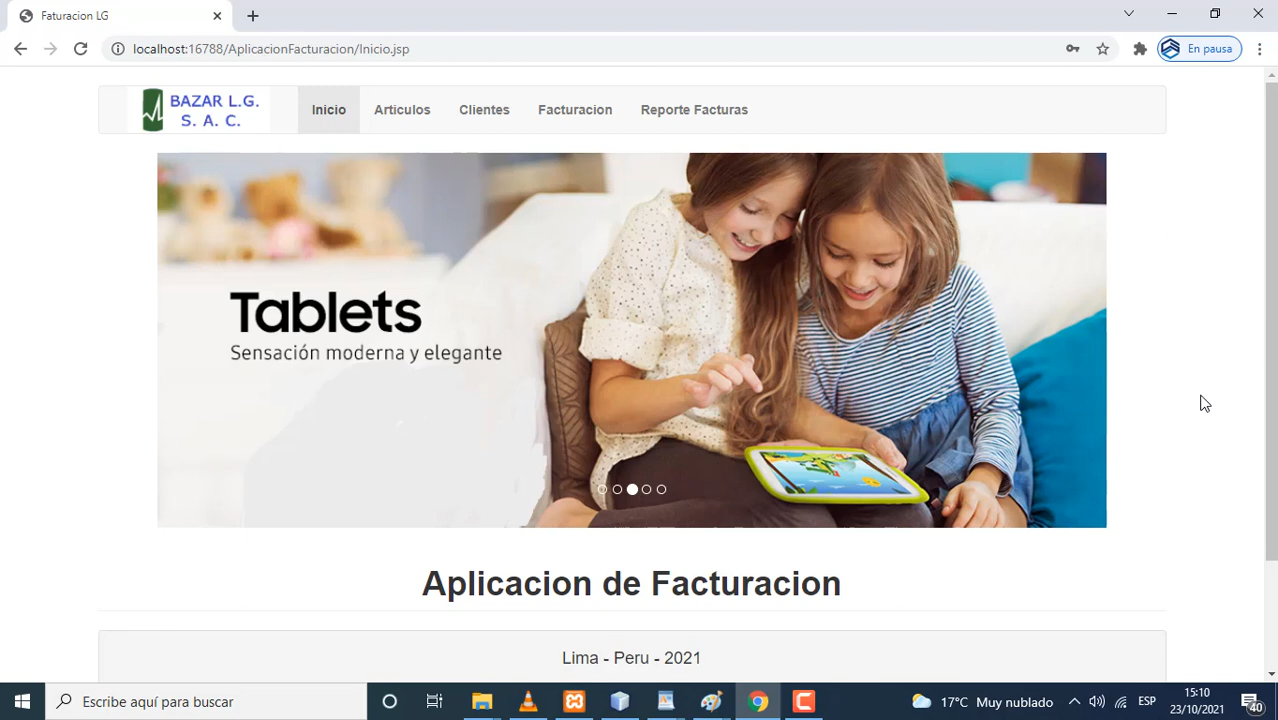 Faturacion LG
localhost:16788/AplicacionFacturacion/Inicio.jsp
En pausa
BAZAR L.G.
S. A. C.
Inicio
Articulos
Clientes
Facturacion
Reporte Facturas
Tablets
Sensación moderna y elegante
Aplicacion de Facturacion
Lima - Peru - 2021
Escribe aquí para buscar
17°C Muy nublado
ESP
15:10
23/10/2021
40